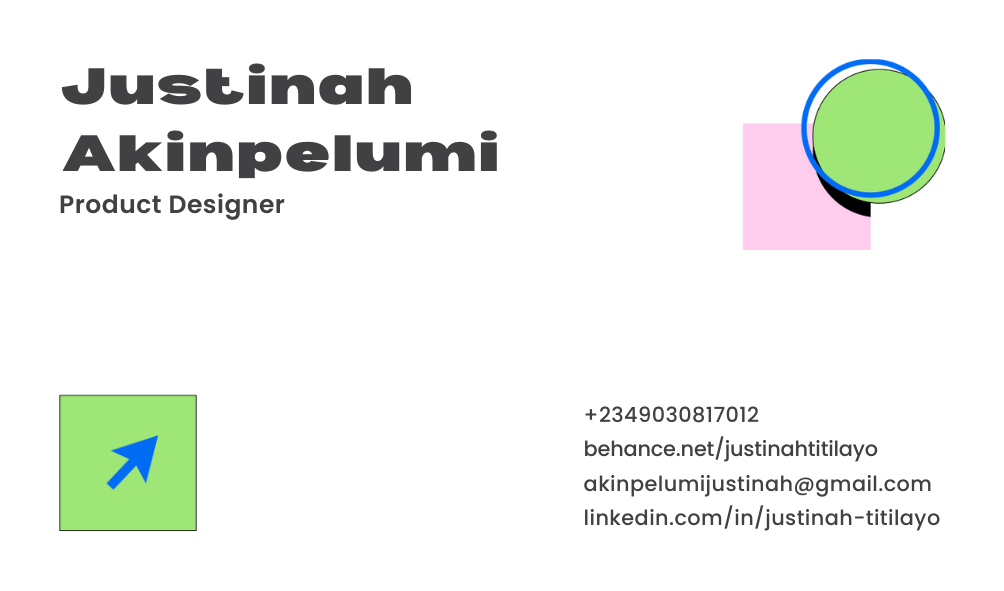 Justinah
Akinpelumi
Product Designer
+2349030817012
behance.net/justinahtitilayo
akinpelumijustinah@gmail.com
linkedin.com/in/justinah-titilayo